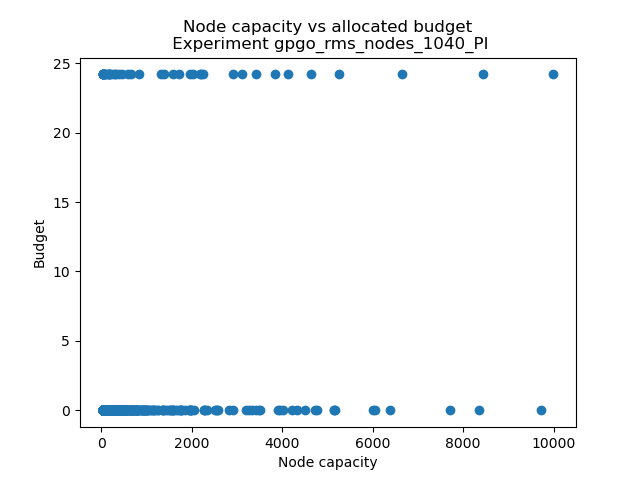 Node capacity vs allocated budget
Experiment gpgo_rms_nodes_1040_PI
25
20
15
10
5
0
Budget
0 2000 4000 6000 8000 10000
Node capacity